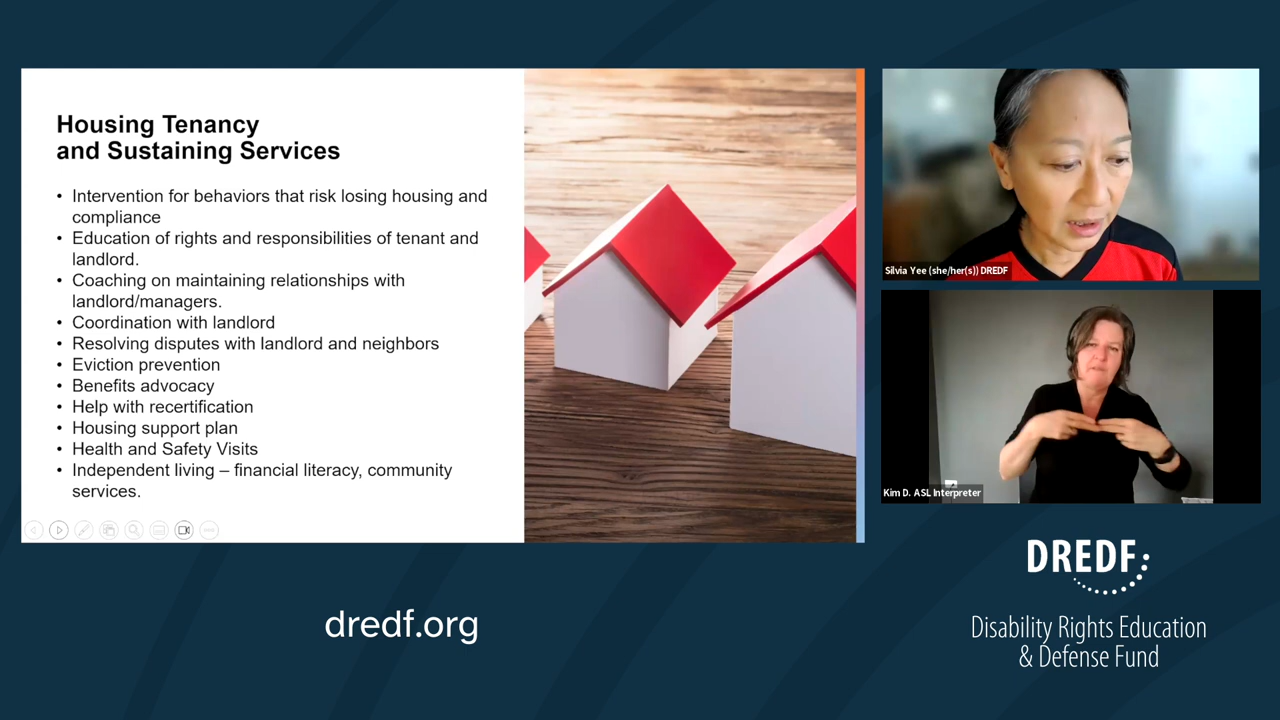 Housing Tenancy
and Sustaining Services
• Intervention for behaviors that risk losing housing and
compliance
• Education of rights and responsibilities of tenant and
landlord.
• Coaching on maintaining relationships with
landlord/managers.
• Coordination with landlord
• Resolving disputes with landlord and neighbors
• Eviction prevention
• Benefits advocacy
• Help with recertification
• Housing support plan
• Health and Safety Visits
• Independent living – financial literacy, community
services.
Silvia Yee (she/her(s)) DREDF
Kim D. ASL Interpreter
dredf.org
DREDF
Disability Rights Education
& Defense Fund